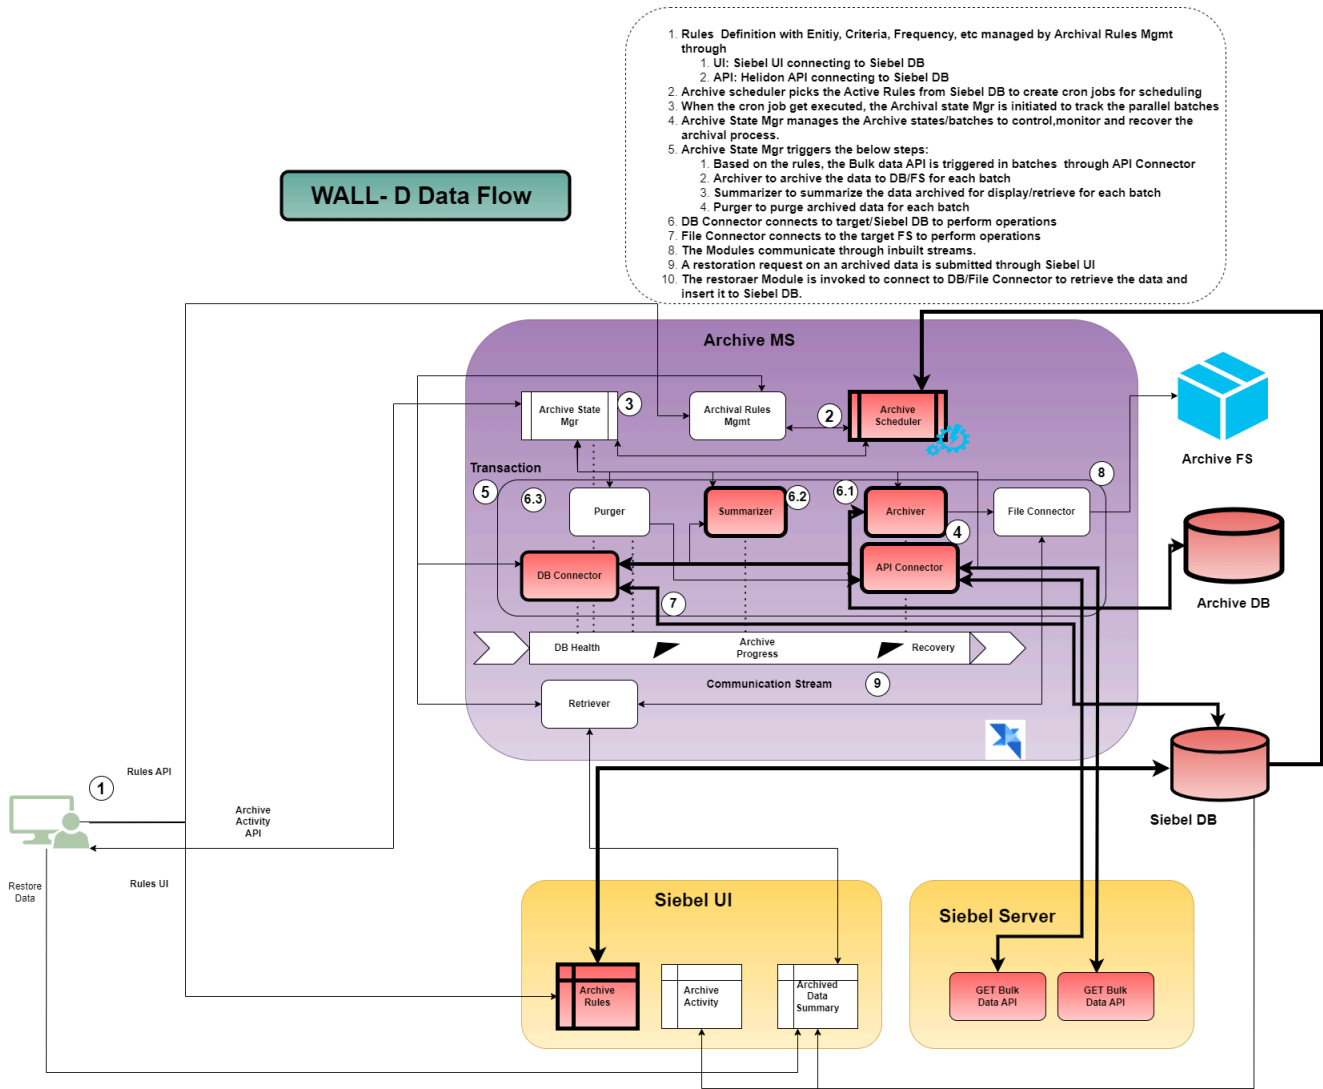 1. Rules  Definition with Enitiy, Criteria, Frequency, etc managed by Archival Rules Mgmt
through
1. UI: Siebel UI connecting to Siebel DB
2. API: Helidon API connecting to Siebel DB
2. Archive scheduler picks the Active Rules from Siebel DB to create cron jobs for scheduling
3. When the cron job get executed, the Archival state Mgr is initiated to track the parallel batches
4. Archive State Mgr manages the Archive states/batches to control,monitor and recover the
archival process.
5. Archive State Mgr triggers the below steps:
1. Based on the rules, the Bulk data API is triggered in batches  through API Connector
2. Archiver to archive the data to DB/FS for each batch
3. Summarizer to summarize the data archived for display/retrieve for each batch
4. Purger to purge archived data for each batch
6. DB Connector connects to target/Siebel DB to perform operations
7. File Connector connects to the target FS to perform operations
8. The Modules communicate through inbuilt streams.
9. A restoration request on an archived data is submitted through Siebel UI
10. The restoraer Module is invoked to connect to DB/File Connector to retrieve the data and
insert it to Siebel DB.
WALL- D Data Flow
Archive MS
Archive State
Mgr
3
Archival Rules
Mgmt
2
Archive
Scheduler
Archive FS
Transaction
5
6.3
Purger
Summarizer
6.2
6.1
Archiver
4
File Connector
8
DB Connector
API Connector
7
Archive DB
DB Health
Archive
Progress
Recovery
Communication Stream
9
Retriever
Siebel DB
1
Rules API
Archive
Activity
API
Rules UI
Restore
Data
Siebel UI
Archive
Rules
Archive
Activity
Archived
Data
Summary
Siebel Server
GET Bulk
Data API
GET Bulk
Data API